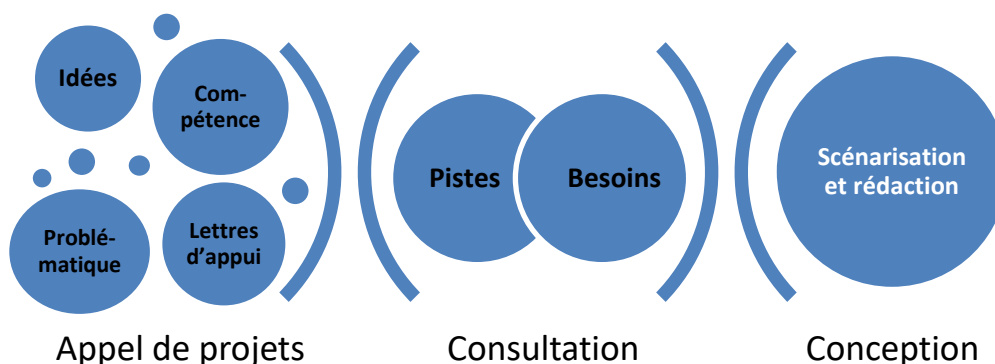 Idées
Com-
pétence
Problé-
matique
Lettres
d’appui
Pistes
Besoins
Scénarisation
et rédaction
Appel de projets
Consultation
Conception